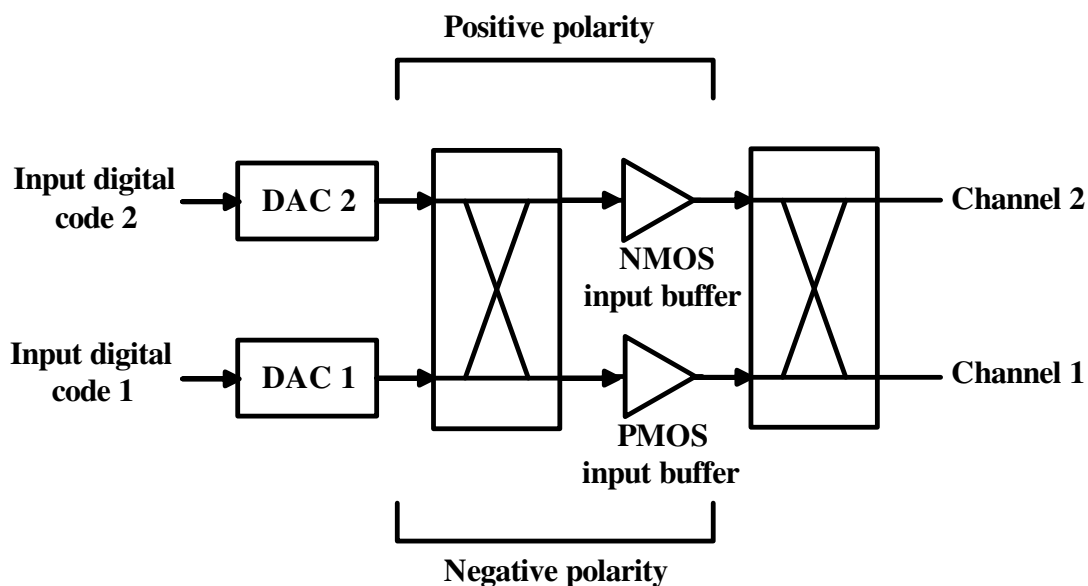 Positive polarity
Input digital
code 2
DAC 2
Channel 2
NMOS
input buffer
Input digital
code 1
DAC 1
Channel 1
PMOS
input buffer
Negative polarity